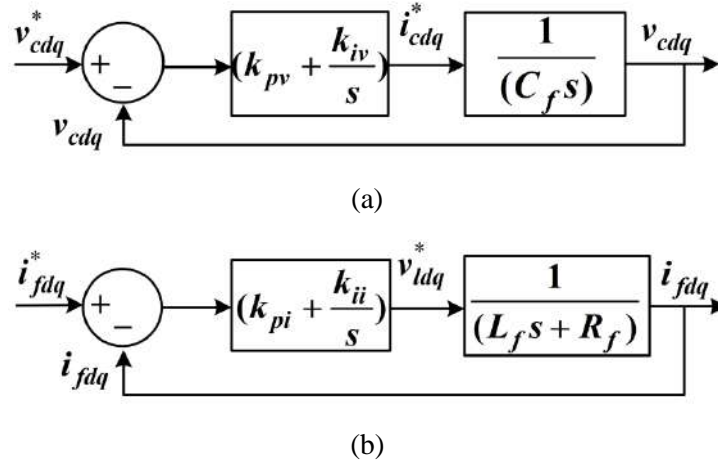 v*cdq + − vcdq (kpv + kiv/s) i*cdq 1/(Cf s) vcdq
(a)
i*fdq + − ifdq (kpi + kii/s) v*ldq 1/(Lf s + Rf) ifdq
(b)